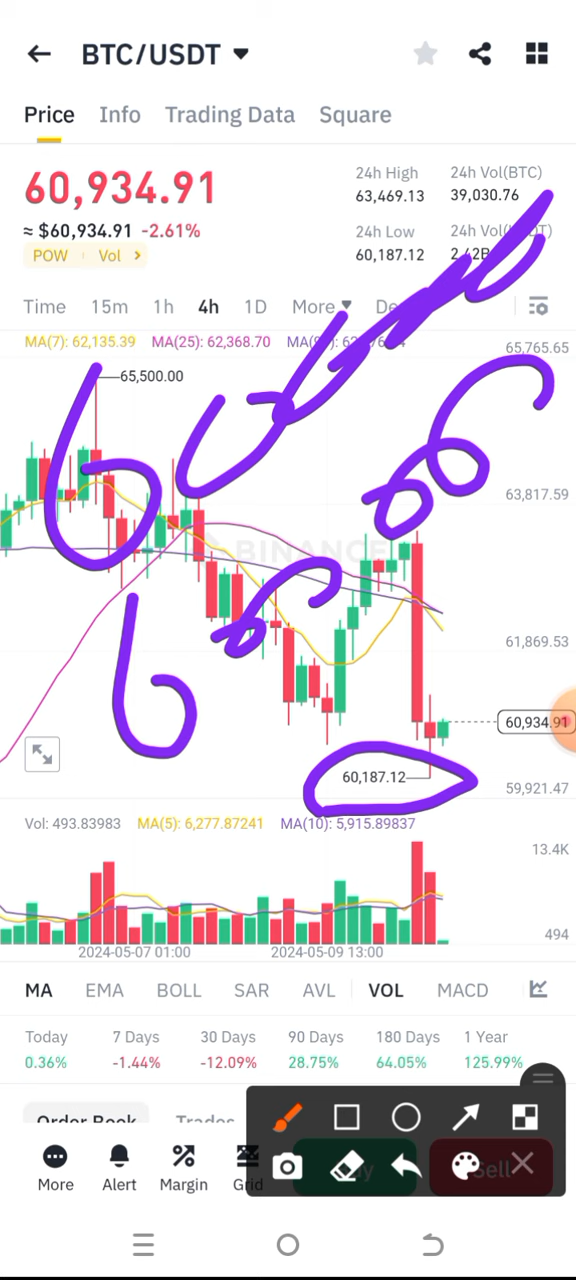 BTC/USDT
Price Info Trading Data Square
60,934.91
≈ $60,934.91 -2.61%
POW Vol
24h High
63,469.13
24h Vol(BTC)
39,030.76
24h Low
60,187.12
Time 15m 1h 4h 1D More
MA(7): 62,135.39 MA(25): 62,368.70
65,765.65
65,500.00
63,817.59
BINANCE
61,869.53
60,934.91
60,187.12
59,921.47
Vol: 493.83983 MA(5): 6,277.87241 MA(10): 5,915.89837
13.4K
494
2024-05-07 01:00 2024-05-09 13:00
MA EMA BOLL SAR AVL VOL MACD
Today 7 Days 30 Days 90 Days 180 Days 1 Year
0.36% -1.44% -12.09% 28.75% 64.05% 125.99%
Order Book Trades
More Alert Margin Grid Buy Sell